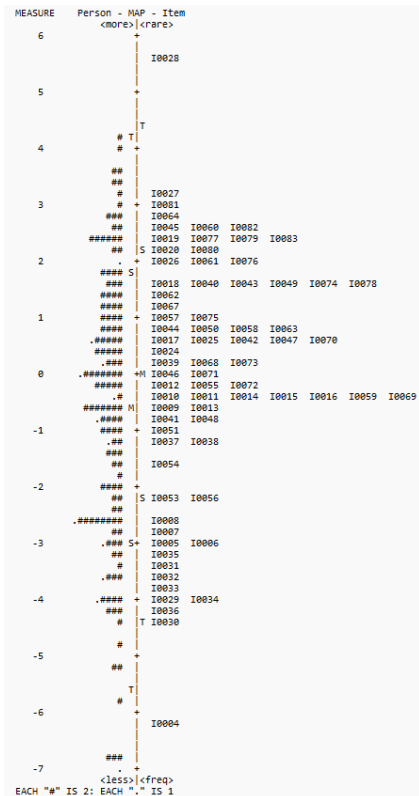 MEASURE Person - MAP - Item
<more>|<rare>
6 +
|
| I0028
|
|
5 +
|
|
|T
# T|
4 # +
|
## |
## |
# | I0027
3 # + I0081
### | I0064
## | I0045 I0060 I0082
###### | I0019 I0077 I0079 I0083
## |S I0020 I0080
2 . + I0026 I0061 I0076
#### S|
### | I0018 I0040 I0043 I0049 I0074 I0078
#### | I0062
#### | I0067
1 #### + I0057 I0075
#### | I0044 I0050 I0058 I0063
.##### | I0017 I0025 I0042 I0047 I0070
##### | I0024
.### | I0039 I0068 I0073
0 .####### +M I0046 I0071
##### | I0012 I0055 I0072
.# | I0010 I0011 I0014 I0015 I0016 I0059 I0069
####### M| I0009 I0013
.#### | I0041 I0048
-1 #### + I0051
.## | I0037 I0038
### |
## | I0054
# |
-2 #### +
## |S I0053 I0056
## |
.######## | I0008
## | I0007
-3 .### S+ I0005 I0006
## | I0035
# | I0031
.### | I0032
| I0033
-4 .#### + I0029 I0034
### | I0036
# |T I0030
|
# |
-5 +
## |
|
T|
# |
-6 +
| I0004
|
|
### |
-7 . +
<less>|<freq>
EACH "#" IS 2: EACH "." IS 1